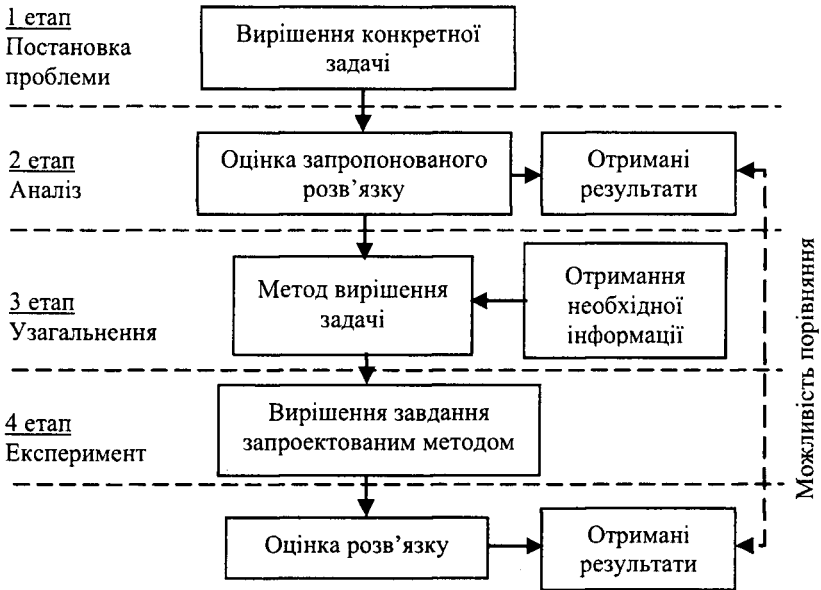 1 етап
Постановка
проблеми
Вирішення конкретної
задачі
2 етап
Аналіз
Оцінка запропонованого
розв’язку
Отримані
результати
3 етап
Узагальнення
Метод вирішення
задачі
Отримання
необхідної
інформації
4 етап
Експеримент
Вирішення завдання
запроектованим методом
Оцінка розв’язку
Отримані
результати
Можливість порівняння